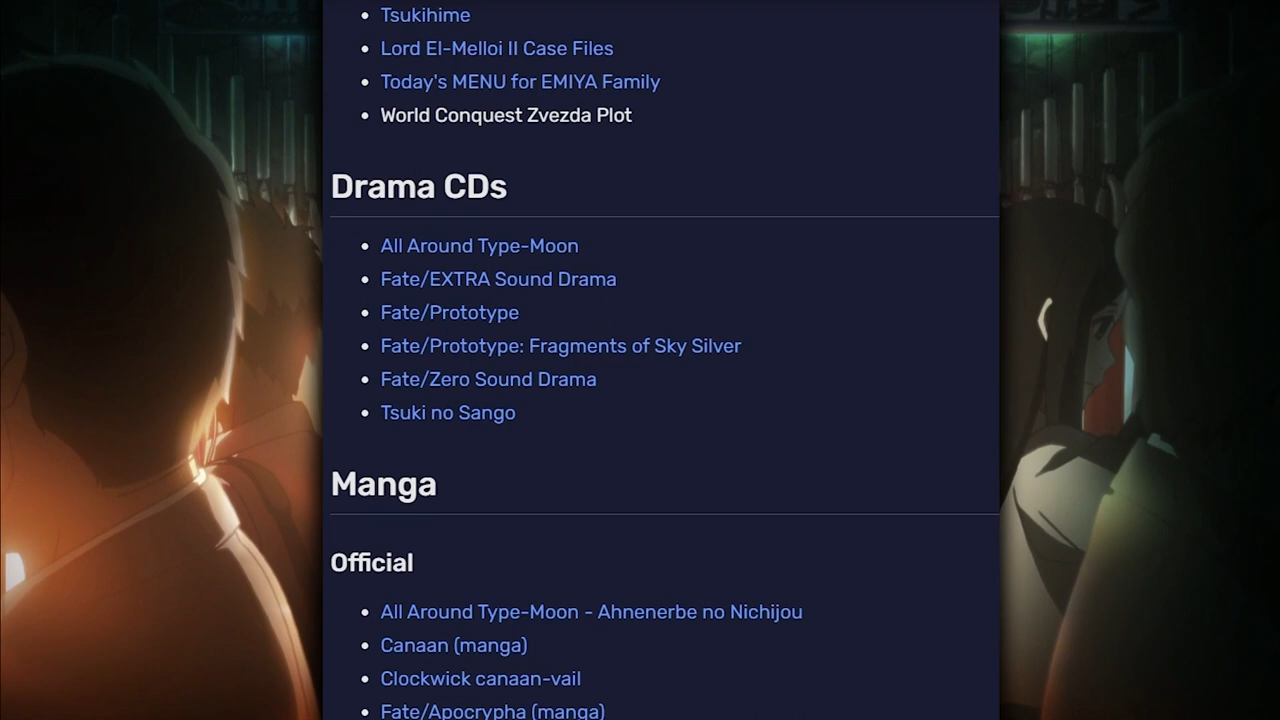 Tsukihime
Lord El-Melloi II Case Files
Today's MENU for EMIYA Family
World Conquest Zvezda Plot
Drama CDs
All Around Type-Moon
Fate/EXTRA Sound Drama
Fate/Prototype
Fate/Prototype: Fragments of Sky Silver
Fate/Zero Sound Drama
Tsuki no Sango
Manga
Official
All Around Type-Moon - Ahnenerbe no Nichijou
Canaan (manga)
Clockwick canaan-vail
Fate/Apocrypha (manga)